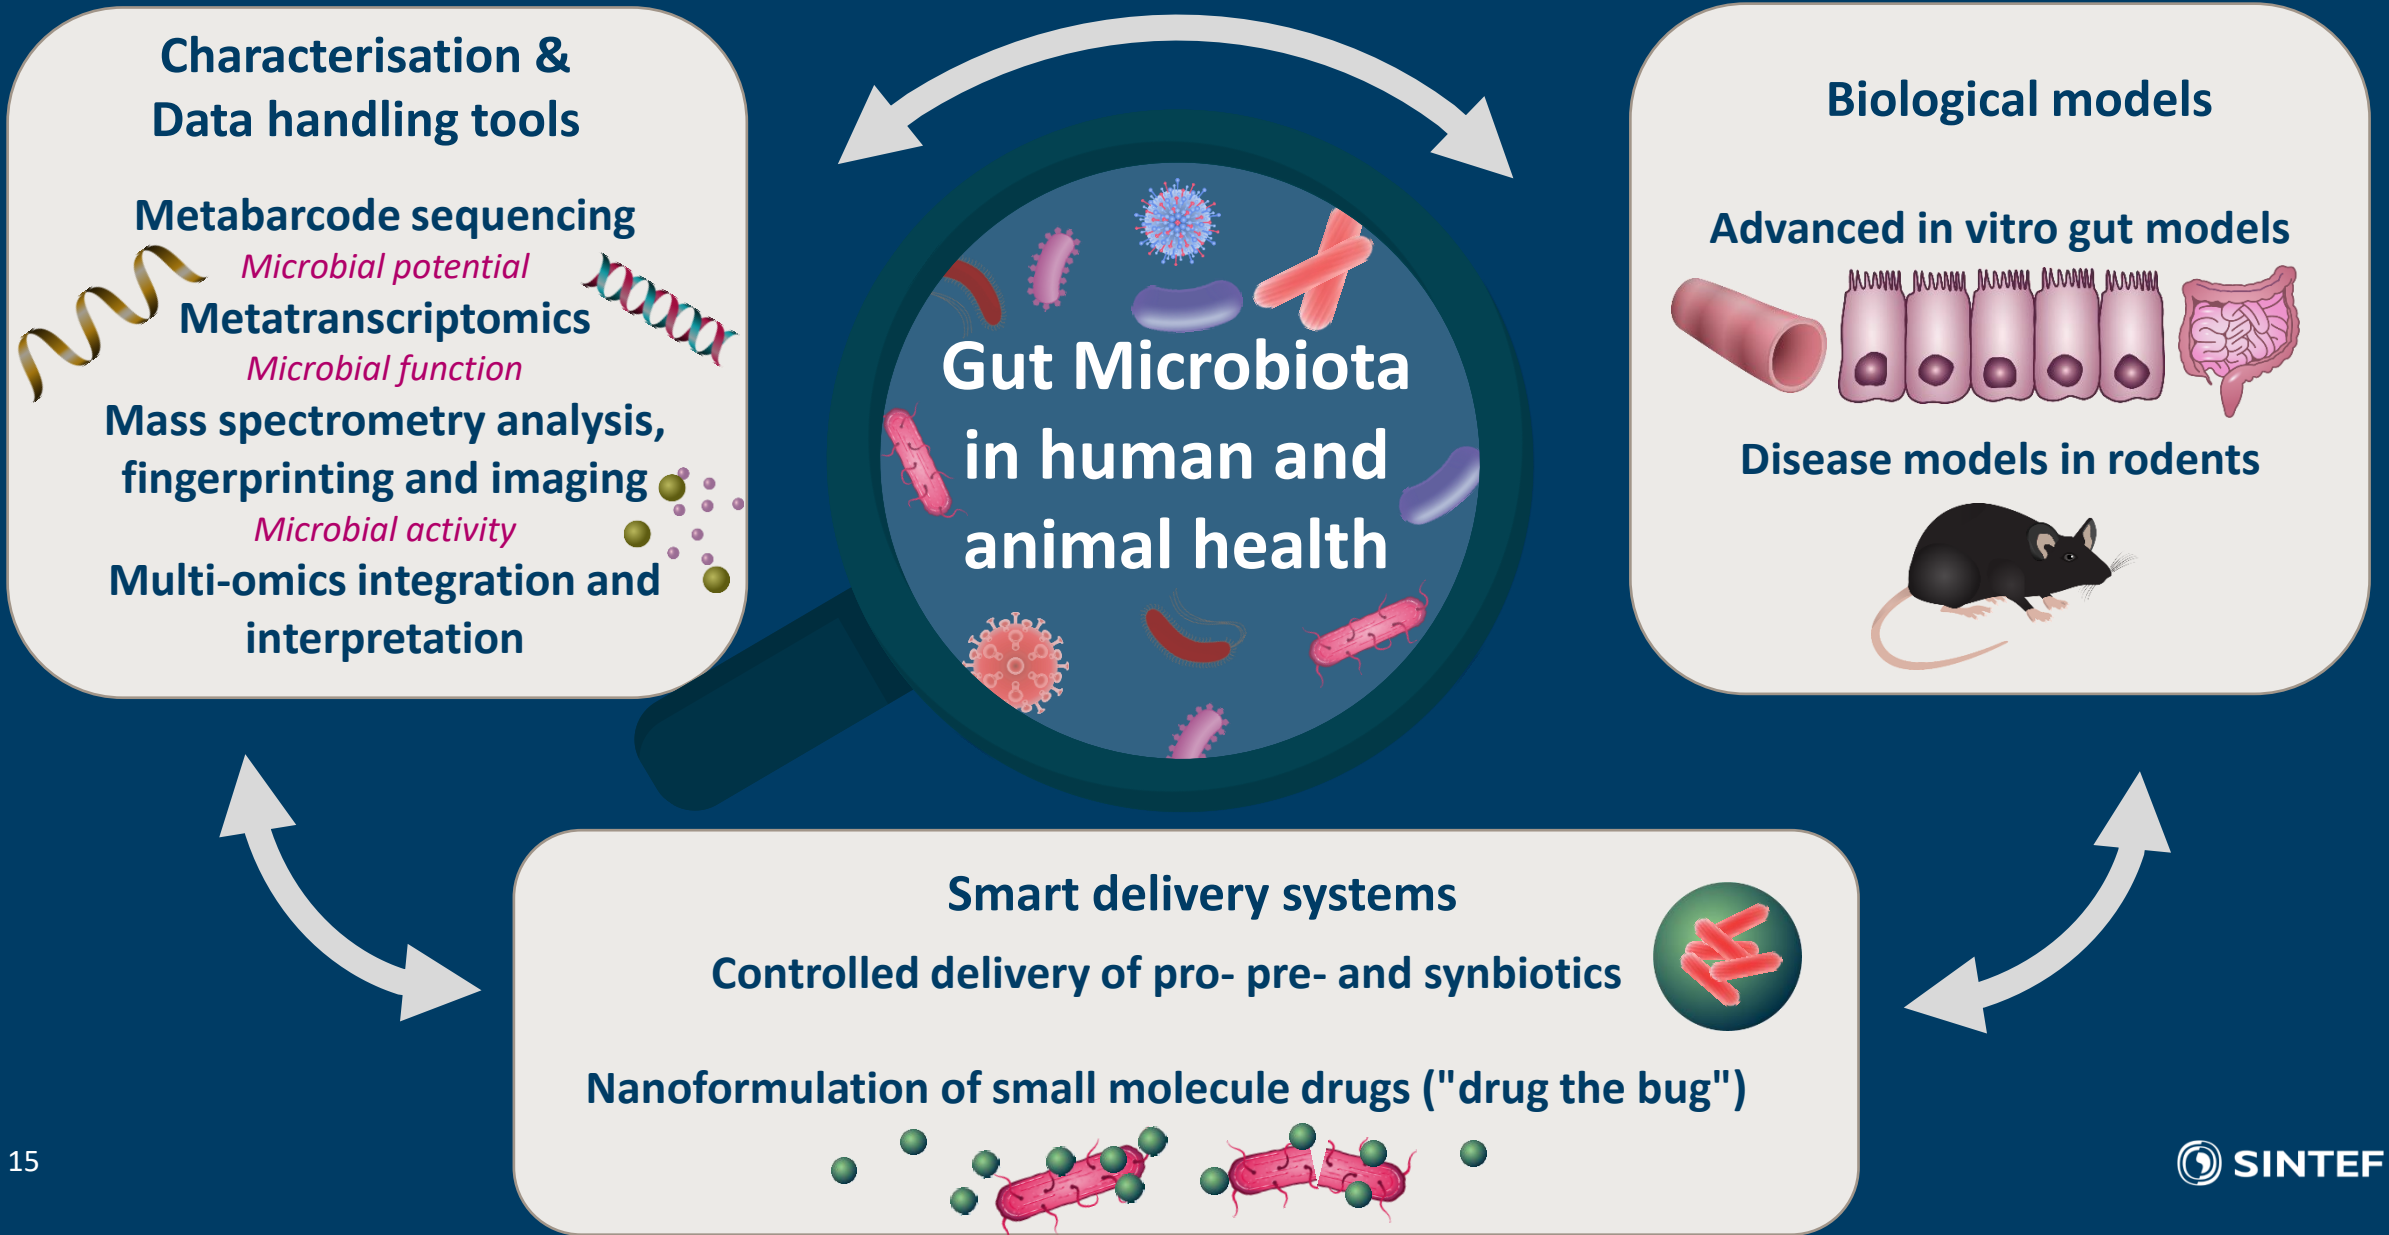 Characterisation &
Data handling tools
Metabarcode sequencing
Microbial potential
Metatranscriptomics
Microbial function
Mass spectrometry analysis,
fingerprinting and imaging
Microbial activity
Multi-omics integration and
interpretation
Gut Microbiota
in human and
animal health
Biological models
Advanced in vitro gut models
Disease models in rodents
Smart delivery systems
Controlled delivery of pro- pre- and synbiotics
Nanoformulation of small molecule drugs ("drug the bug")
15
SINTEF